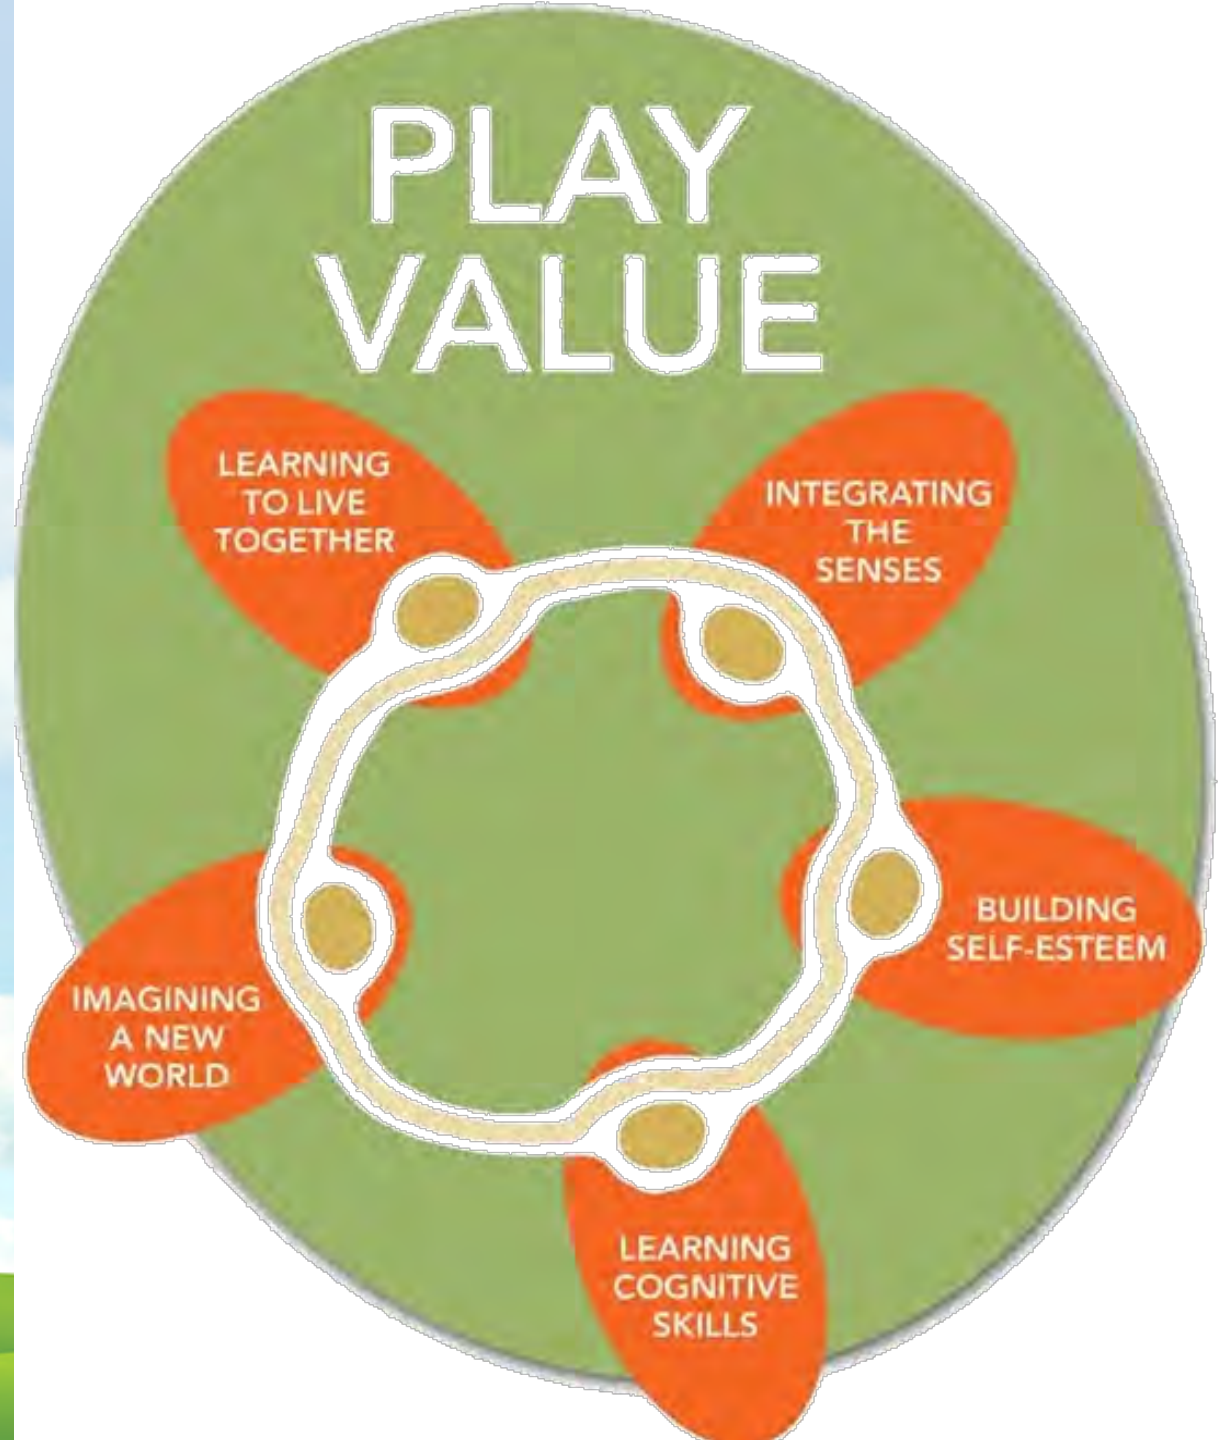 PLAY
VALUE
LEARNING
TO LIVE
TOGETHER
INTEGRATING
THE
SENSES
BUILDING
SELF-ESTEEM
IMAGINING
A NEW
WORLD
LEARNING
COGNITIVE
SKILLS